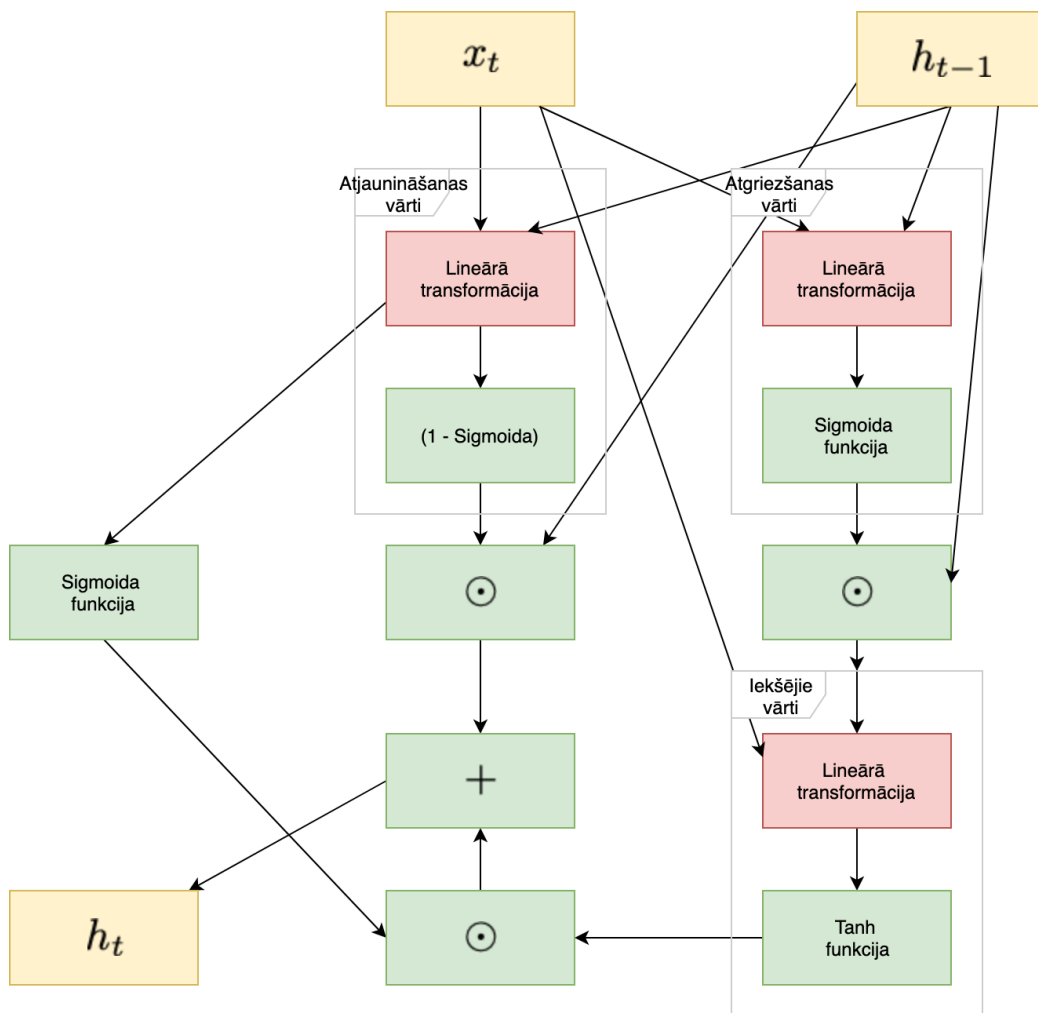 x_t
h_{t-1}
Atjaunināšanas
vārti
Atgriezšanas
vārti
Lineārā
transformācija
Lineārā
transformācija
(1 - Sigmoida)
Sigmoida
funkcija
Sigmoida
funkcija
⊙
⊙
Iekšējie
vārti
+
Lineārā
transformācija
h_t
⊙
Tanh
funkcija